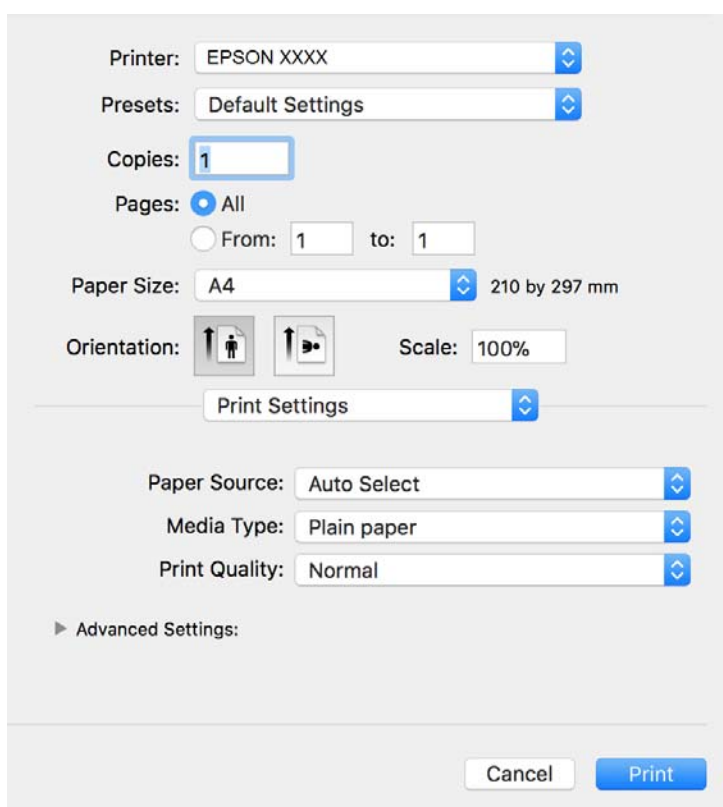 Printer: EPSON XXXX
Presets: Default Settings
Copies: 1
Pages: All
From: 1 to: 1
Paper Size: A4 210 by 297 mm
Orientation: Scale: 100%
Print Settings
Paper Source: Auto Select
Media Type: Plain paper
Print Quality: Normal
Advanced Settings:
Cancel Print